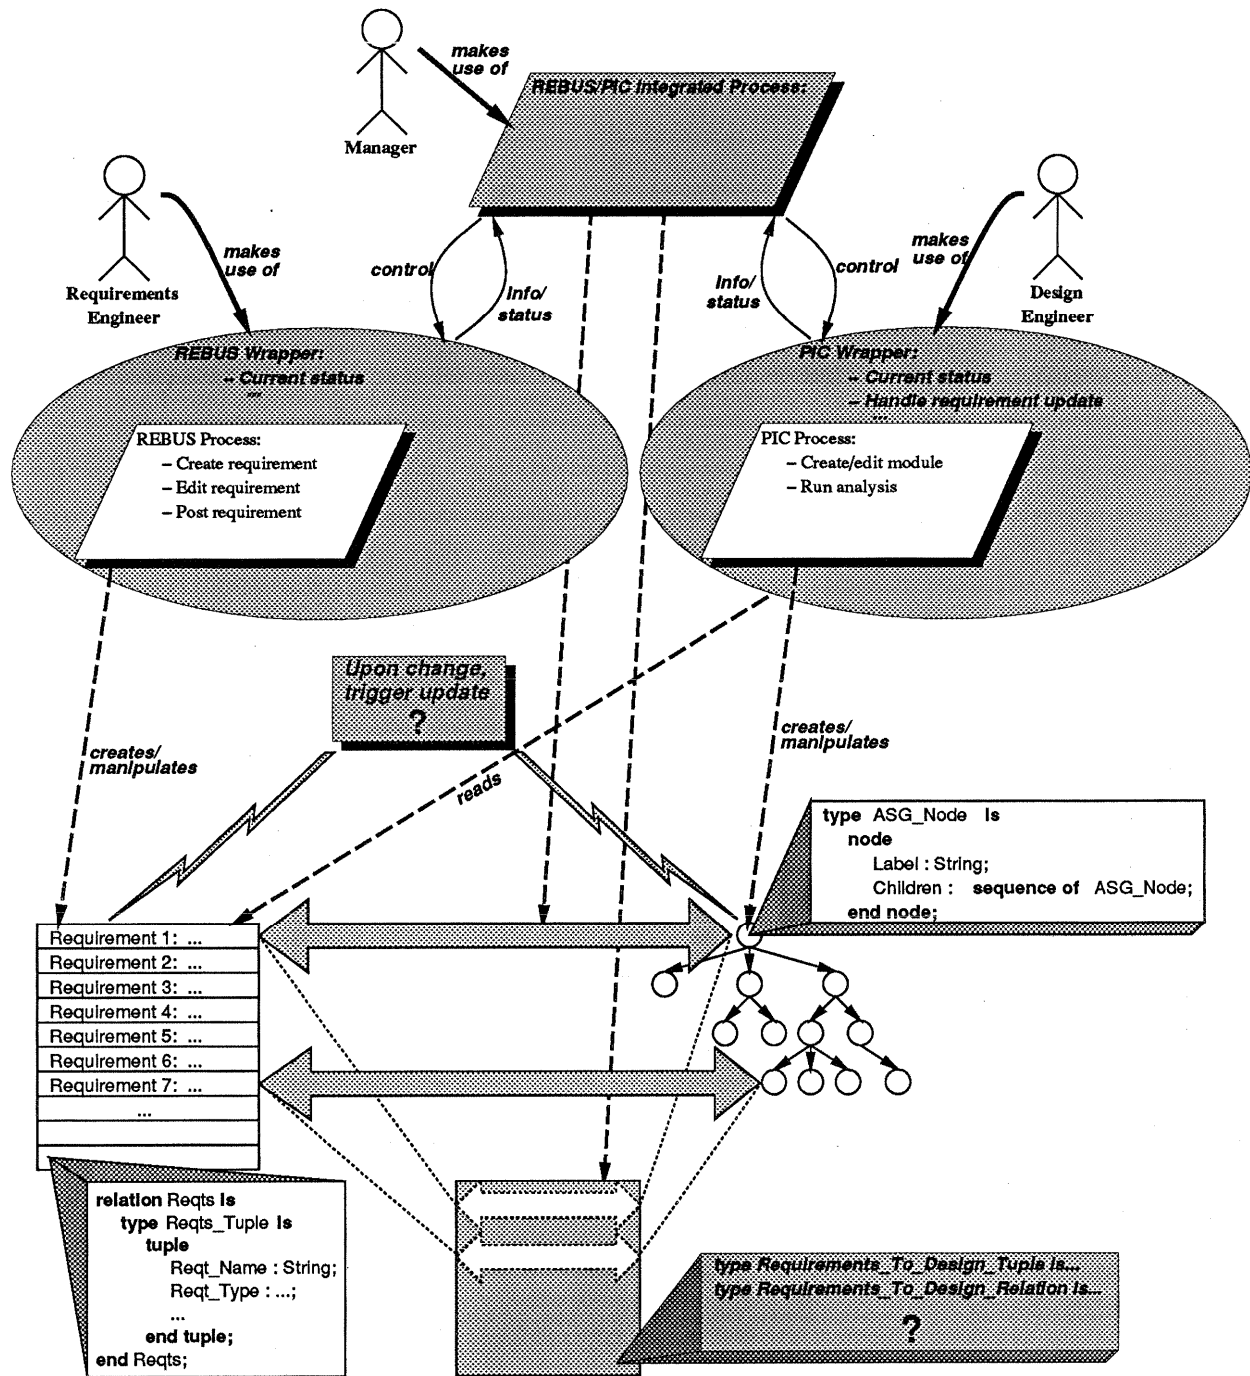 makes
use of
Manager
REBUS/PIC Integrated Process:
Requirements
Engineer
makes
use of
control
Info/
status
Info/
status
control
makes
use of
Design
Engineer
REBUS Wrapper:
– Current status
...
REBUS Process:
– Create requirement
– Edit requirement
– Post requirement
PIC Wrapper:
– Current status
– Handle requirement update
...
PIC Process:
– Create/edit module
– Run analysis
Upon change,
trigger update
?
creates/
manipulates
reads
creates/
manipulates
type ASG_Node Is
node
Label : String;
Children : sequence of ASG_Node;
end node;
Requirement 1: ...
Requirement 2: ...
Requirement 3: ...
Requirement 4: ...
Requirement 5: ...
Requirement 6: ...
Requirement 7: ...
...
relation Reqts Is
type Reqts_Tuple Is
tuple
Reqt_Name : String;
Reqt_Type : ...;
...
end tuple;
end Reqts;
type Requirements_To_Design_Tuple Is...
type Requirements_To_Design_Relation Is...
?